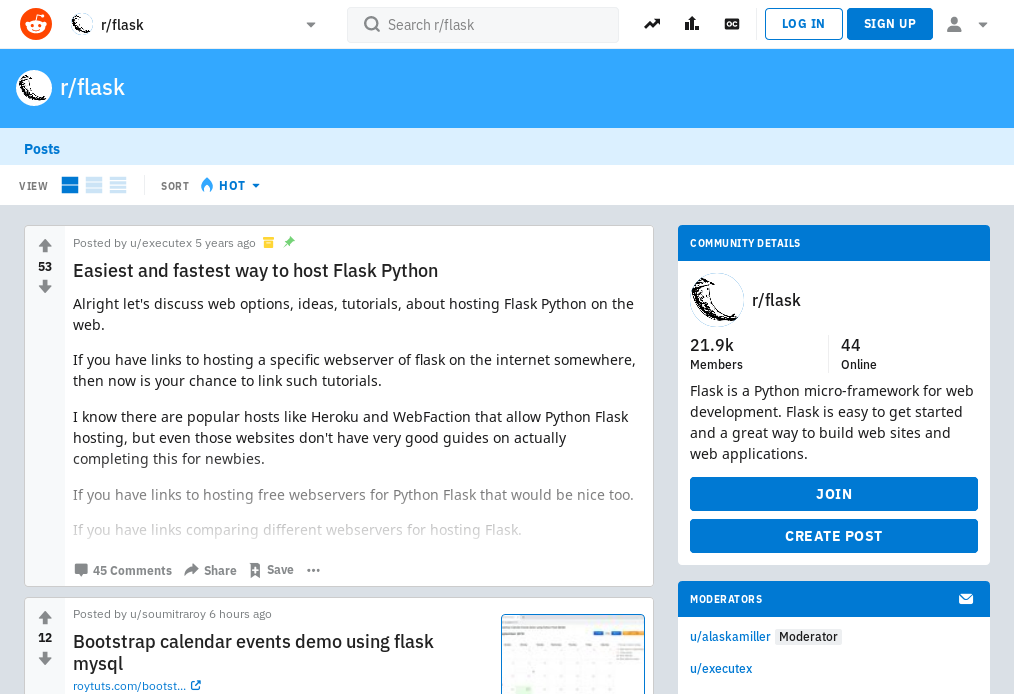 r/flask
Search r/flask
LOG IN
SIGN UP
r/flask
Posts
VIEW
SORT
HOT
Posted by u/executex 5 years ago
53
Easiest and fastest way to host Flask Python
Alright let's discuss web options, ideas, tutorials, about hosting Flask Python on the
web.
If you have links to hosting a specific webserver of flask on the internet somewhere,
then now is your chance to link such tutorials.
I know there are popular hosts like Heroku and WebFaction that allow Python Flask
hosting, but even those websites don't have very good guides on actually
completing this for newbies.
If you have links to hosting free webservers for Python Flask that would be nice too.
If you have links comparing different webservers for hosting Flask.
45 Comments
Share
Save
Posted by u/soumitraroy 6 hours ago
12
Bootstrap calendar events demo using flask
mysql
roytuts.com/bootst...
COMMUNITY DETAILS
r/flask
21.9k
Members
44
Online
Flask is a Python micro-framework for web
development. Flask is easy to get started
and a great way to build web sites and
web applications.
JOIN
CREATE POST
MODERATORS
u/alaskamiller Moderator
u/executex